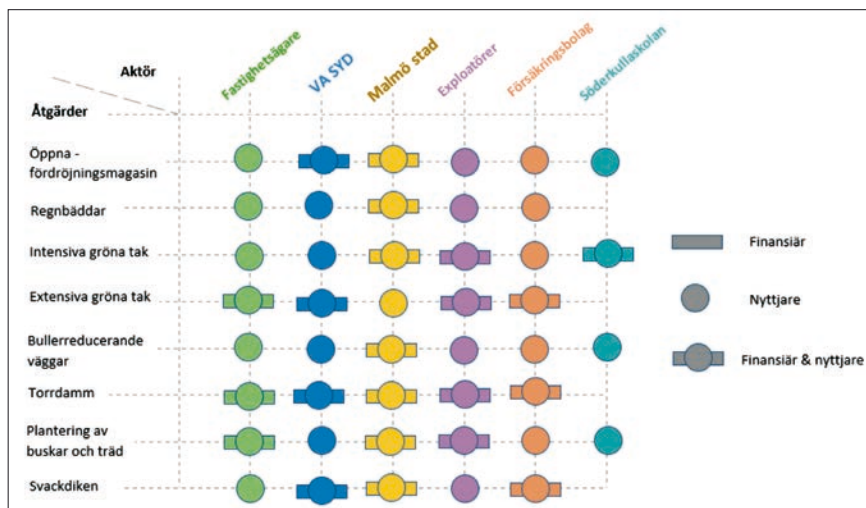 Aktör
Fastighetsägare
VA SYD
Malmö stad
Exploatörer
Försäkringsbolag
Söderkullaskolan
Åtgärder
Öppna -
fördröjningsmagasin
Regnbäddar
Intensiva gröna tak
Extensiva gröna tak
Bullerreducerande
väggar
Torrdamm
Plantering av
buskar och träd
Svackdiken
Finansiär
Nyttjare
Finansiär & nyttjare